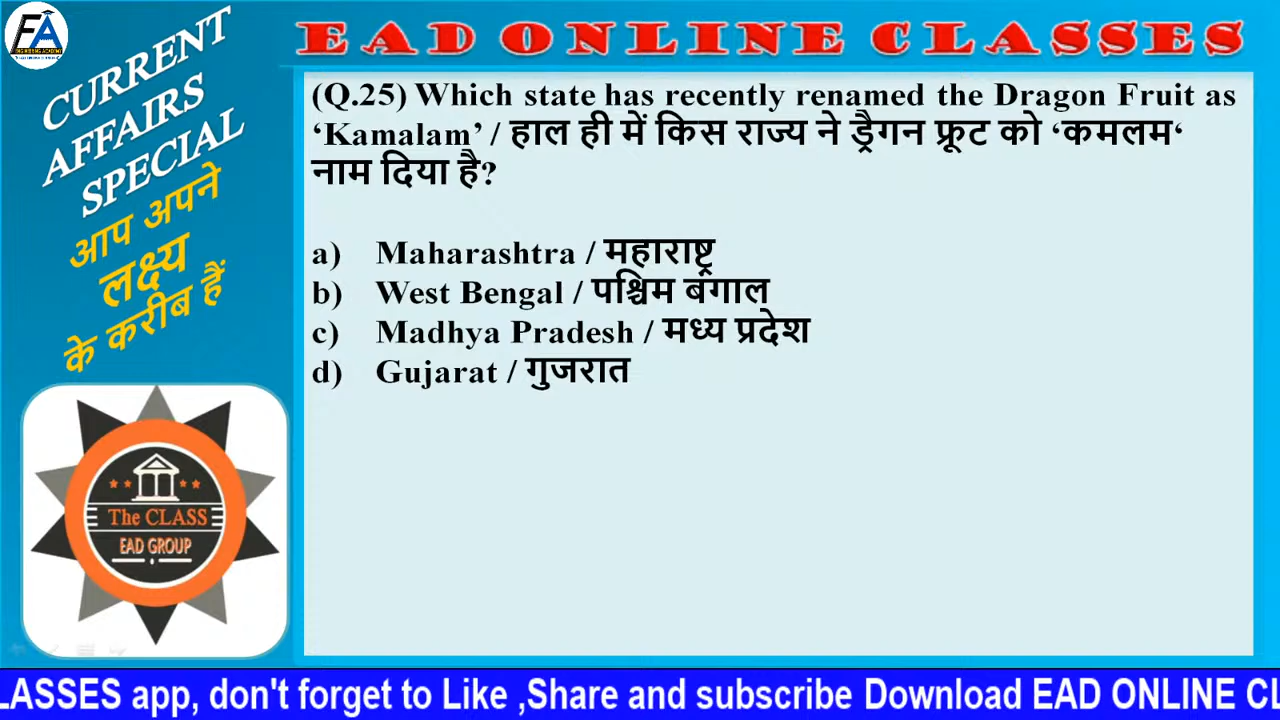 FA
EAD ONLINE CLASSES
CURRENT
AFFAIRS
SPECIAL
आप अपने
लक्ष्य
के करीब हैं
(Q.25) Which state has recently renamed the Dragon Fruit as
‘Kamalam’ / हाल ही में किस राज्य ने ड्रैगन फ्रूट को ‘कमलम‘
नाम दिया है?
a) Maharashtra / महाराष्ट्र
b) West Bengal / पश्चिम बंगाल
c) Madhya Pradesh / मध्य प्रदेश
d) Gujarat / गुजरात
The CLASS
EAD GROUP
LASSES app, don't forget to Like ,Share and subscribe Download EAD ONLINE CL